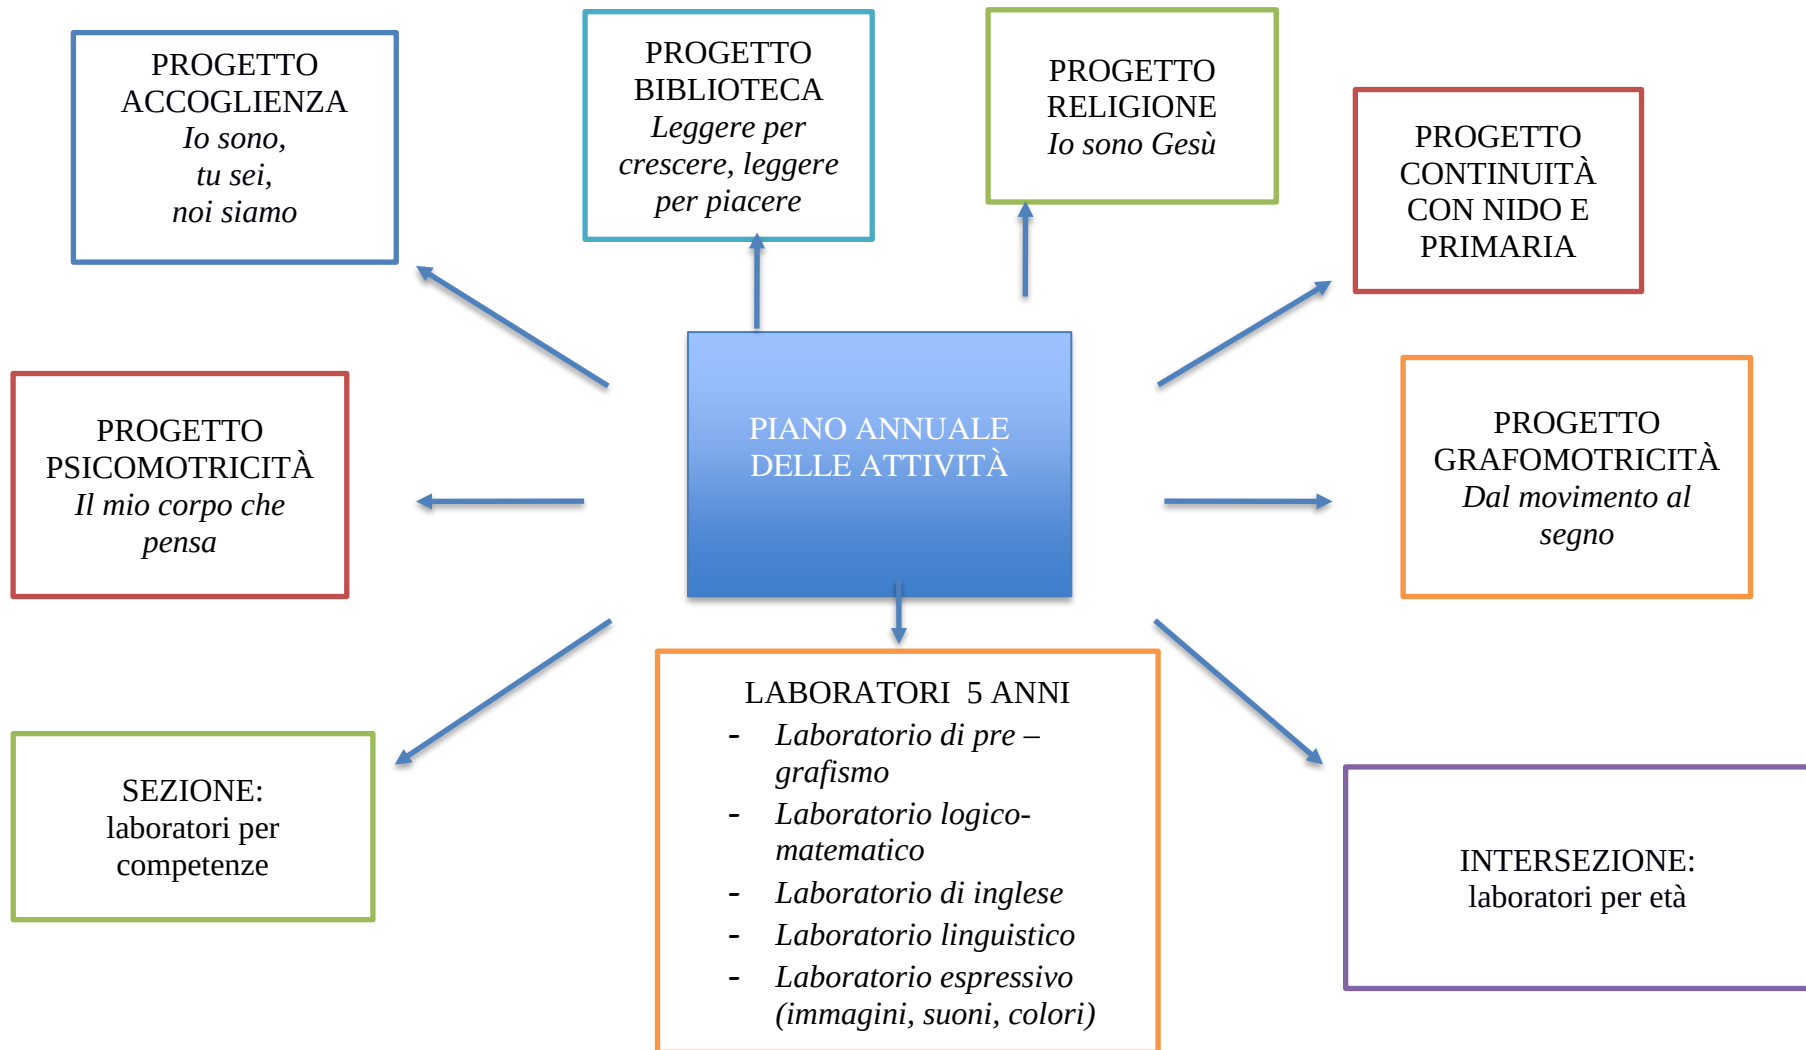 PROGETTO
ACCOGLIENZA
Io sono,
tu sei,
noi siamo
PROGETTO
BIBLIOTECA
Leggere per
crescere, leggere
per piacere
PROGETTO
RELIGIONE
Io sono Gesù
PROGETTO
CONTINUITÀ
CON NIDO E
PRIMARIA
PROGETTO
PSICOMOTRICITÀ
Il mio corpo che
pensa
PIANO ANNUALE
DELLE ATTIVITÀ
PROGETTO
GRAFOMOTRICITÀ
Dal movimento al
segno
SEZIONE:
laboratori per
competenze
LABORATORI  5 ANNI
- Laboratorio di pre –
grafismo
- Laboratorio logico-
matematico
- Laboratorio di inglese
- Laboratorio linguistico
- Laboratorio espressivo
(immagini, suoni, colori)
INTERSEZIONE:
laboratori per età